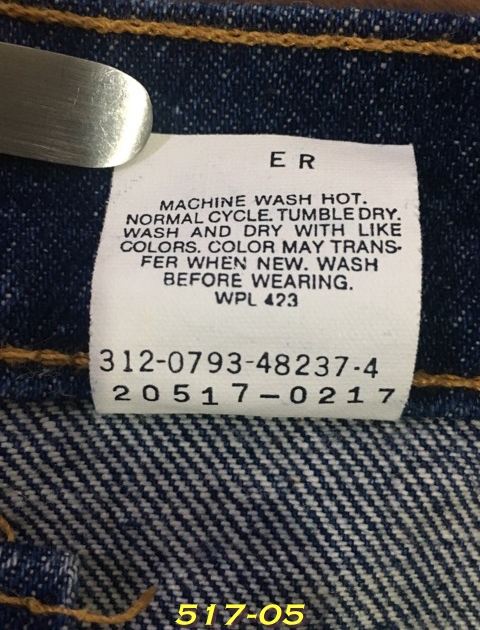 E R
MACHINE WASH HOT.
NORMAL CYCLE. TUMBLE DRY.
WASH AND DRY WITH LIKE
COLORS. COLOR MAY TRANS-
FER WHEN NEW. WASH
BEFORE WEARING.
WPL 423
312-0793-48237-4
20517-0217
517-05